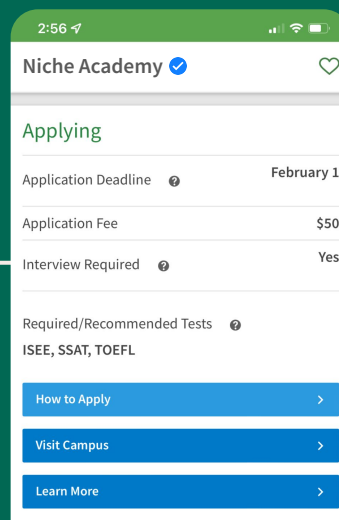 2:56
Niche Academy
Applying
Application Deadline
February 1
Application Fee
$50
Interview Required
Yes
Required/Recommended Tests
ISEE, SSAT, TOEFL
How to Apply
Visit Campus
Learn More